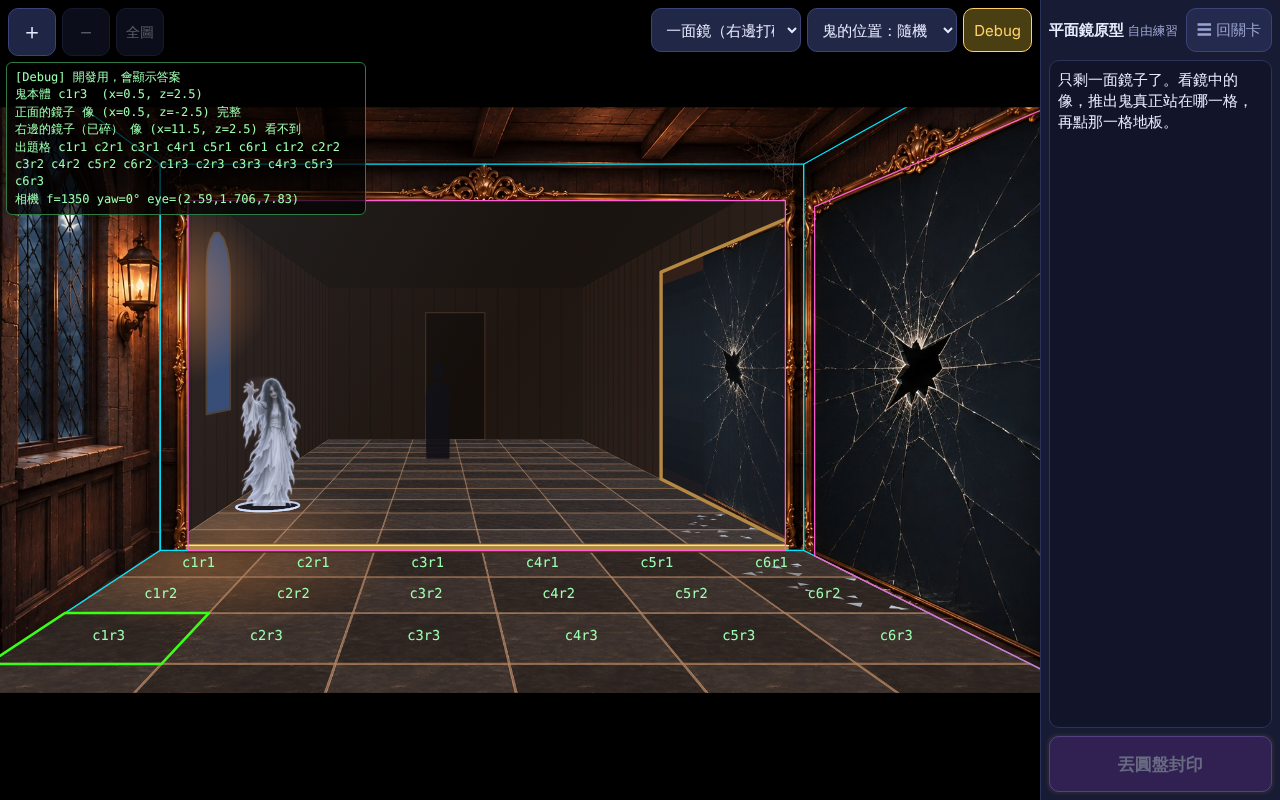 +
−
全圖
一面鏡（右邊打
鬼的位置：隨機
Debug
平面鏡原型 自由練習
☰ 回關卡
[Debug] 開發用，會顯示答案
鬼本體 c1r3 (x=0.5, z=2.5)
正面的鏡子 像 (x=0.5, z=-2.5) 完整
右邊的鏡子（已碎） 像 (x=11.5, z=2.5) 看不到
出題格 c1r1 c2r1 c3r1 c4r1 c5r1 c6r1 c1r2 c2r2
c3r2 c4r2 c5r2 c6r2 c1r3 c2r3 c3r3 c4r3 c5r3
c6r3
相機 f=1350 yaw=0° eye=(2.59,1.706,7.83)
只剩一面鏡子了。看鏡中的
像，推出鬼真正站在哪一格，
再點那一格地板。
c1r1 c2r1 c3r1 c4r1 c5r1 c6r1
c1r2 c2r2 c3r2 c4r2 c5r2 c6r2
c1r3 c2r3 c3r3 c4r3 c5r3 c6r3
丟圓盤封印